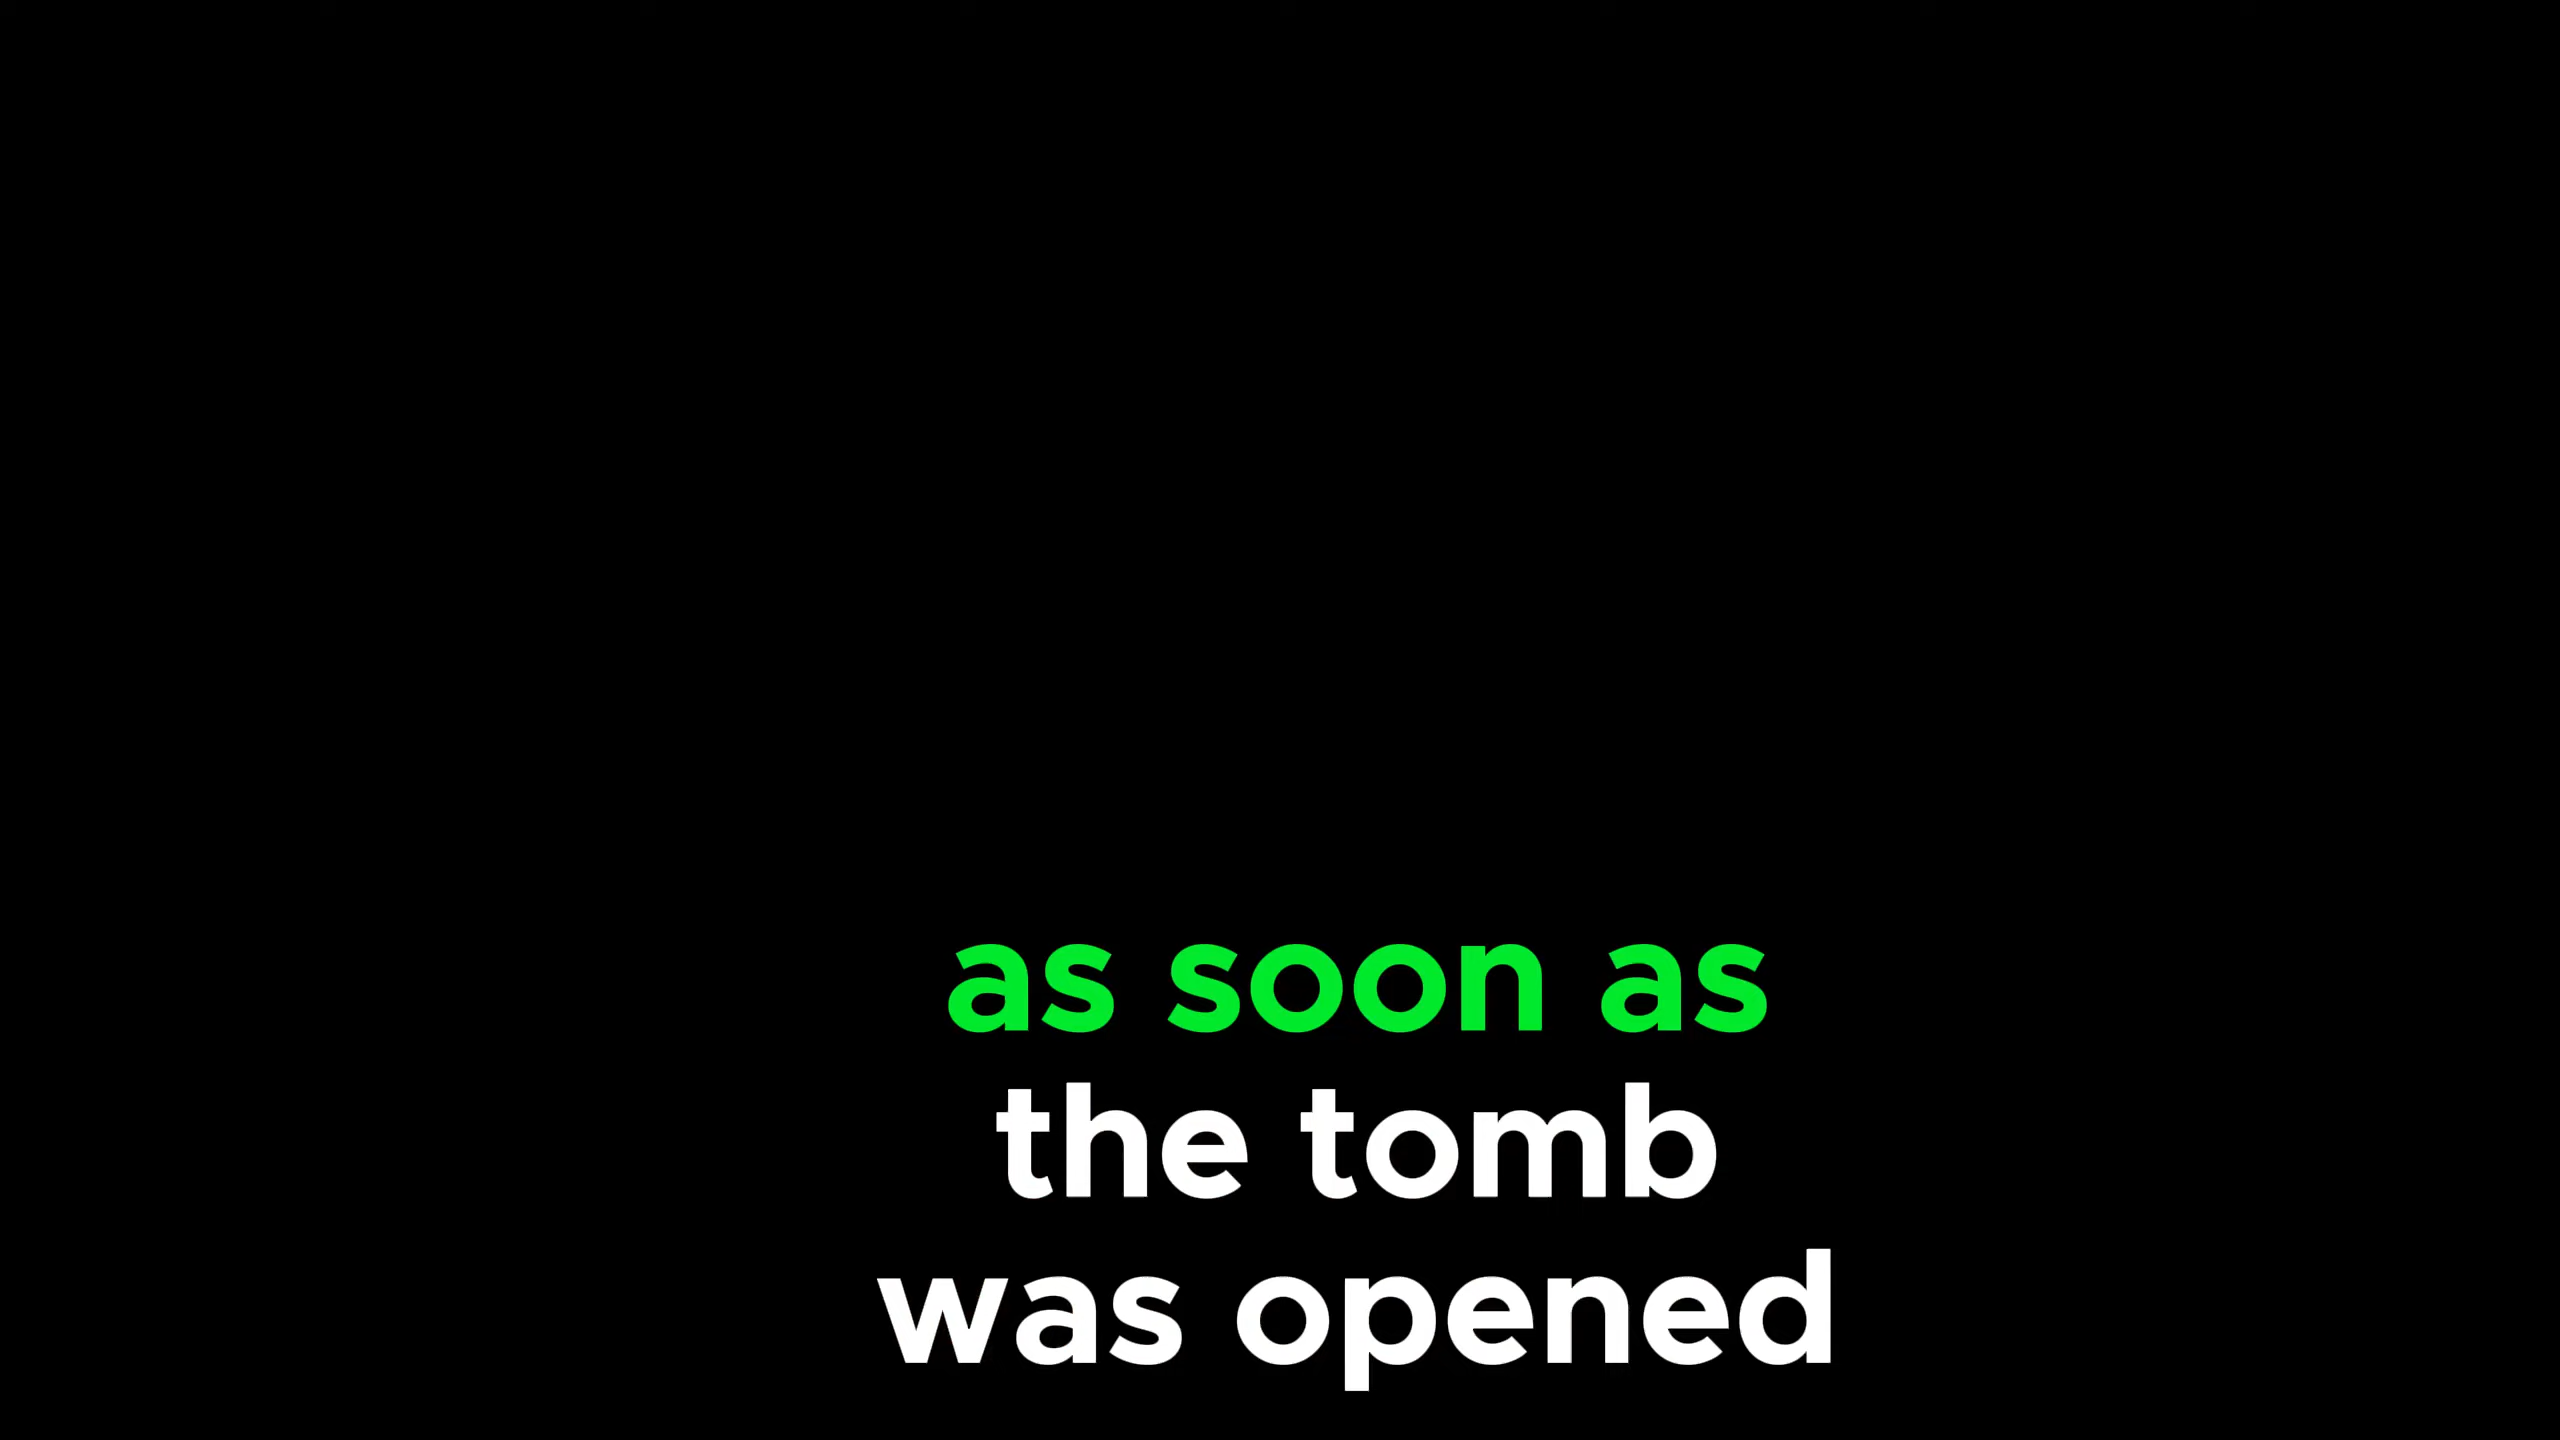 as soon as
the tomb
was opened